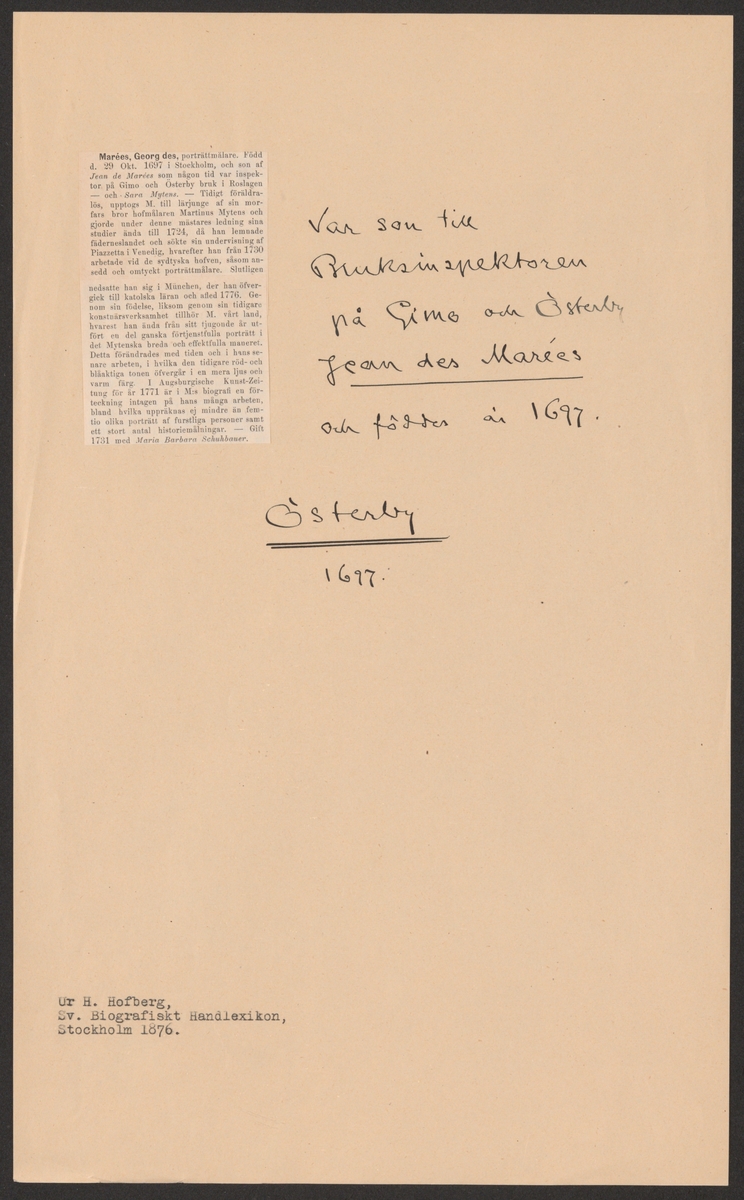 Marées, Georg des, porträttmålare. Född
d. 29 Okt. 1697 i Stockholm, och son af
Jean de Marées som någon tid var inspek-
tor på Gimo och Österby bruk i Roslagen
— och Sara Mytens. — Tidigt föräldra-
lös, upptogs M. till lärjunge af sin mor-
fars bror hofmålaren Martinus Mytens och
gjorde under denne mästares ledning sina
studier ända till 1724, då han lemnade
fäderneslandet och sökte sin undervisning af
Piazzetta i Venedig, hvarefter han från 1730
arbetade vid de sydtyska hofven, såsom an-
sedd och omtyckt porträttmålare. Slutligen
nedsatte han sig i München, der han öfver-
gick till katolska läran och afled 1776. Ge-
nom sin födelse, liksom genom sin tidigare
konstnärsverksamhet tillhör M. vårt land,
hvarest han ända från sitt tjugonde år ut-
fört en del ganska förtjenstfulla porträtt i
det Mytenska breda och effektfulla maneret.
Detta förändrades med tiden och i hans se-
nare arbeten, i hvilka den tidigare röd- och
blåaktiga tonen öfvergår i en mera ljus och
varm färg. I Augsburgische Kunst-Zei-
tung för år 1771 är i M:s biografi en för-
teckning intagen på hans många arbeten,
bland hvilka uppräknas ej mindre än fem-
tio olika porträtt af furstliga personer samt
ett stort antal historiemålningar. — Gift
1731 med Maria Barbara Schuhbauer.
Var son till
Bruksinspektoren
på Gimo och Österby
Jean des Marées
och föddes år 1697.
Österby
1697.
Ur H. Hofberg,
Sv. Biografiskt Handlexikon,
Stockholm 1876.